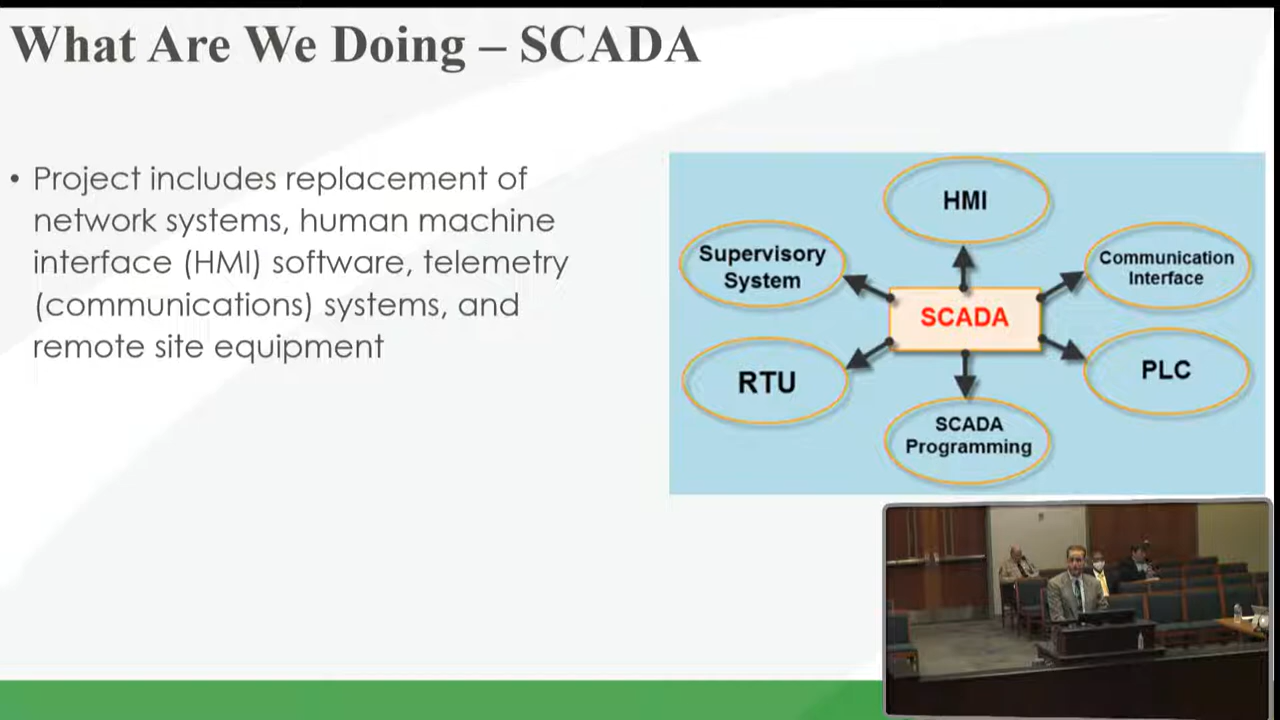 What Are We Doing – SCADA
• Project includes replacement of
network systems, human machine
interface (HMI) software, telemetry
(communications) systems, and
remote site equipment
HMI
Supervisory
System
Communication
Interface
SCADA
RTU
PLC
SCADA
Programming